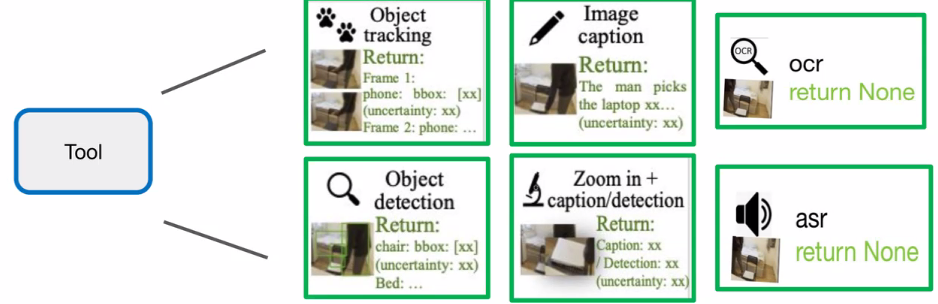 Tool
Object
tracking
Return:
Frame 1:
phone: bbox: [xx]
(uncertainty: xx)
Frame 2: phone: …
Image
caption
Return:
The man picks
the laptop xx…
(uncertainty: xx)
OCR
ocr
return None
Object
detection
Return:
chair: bbox: [xx]
(uncertainty: xx)
Bed: …
Zoom in +
caption/detection
Return:
Caption: xx
/ Detection: xx
(uncertainty: xx)
asr
return None